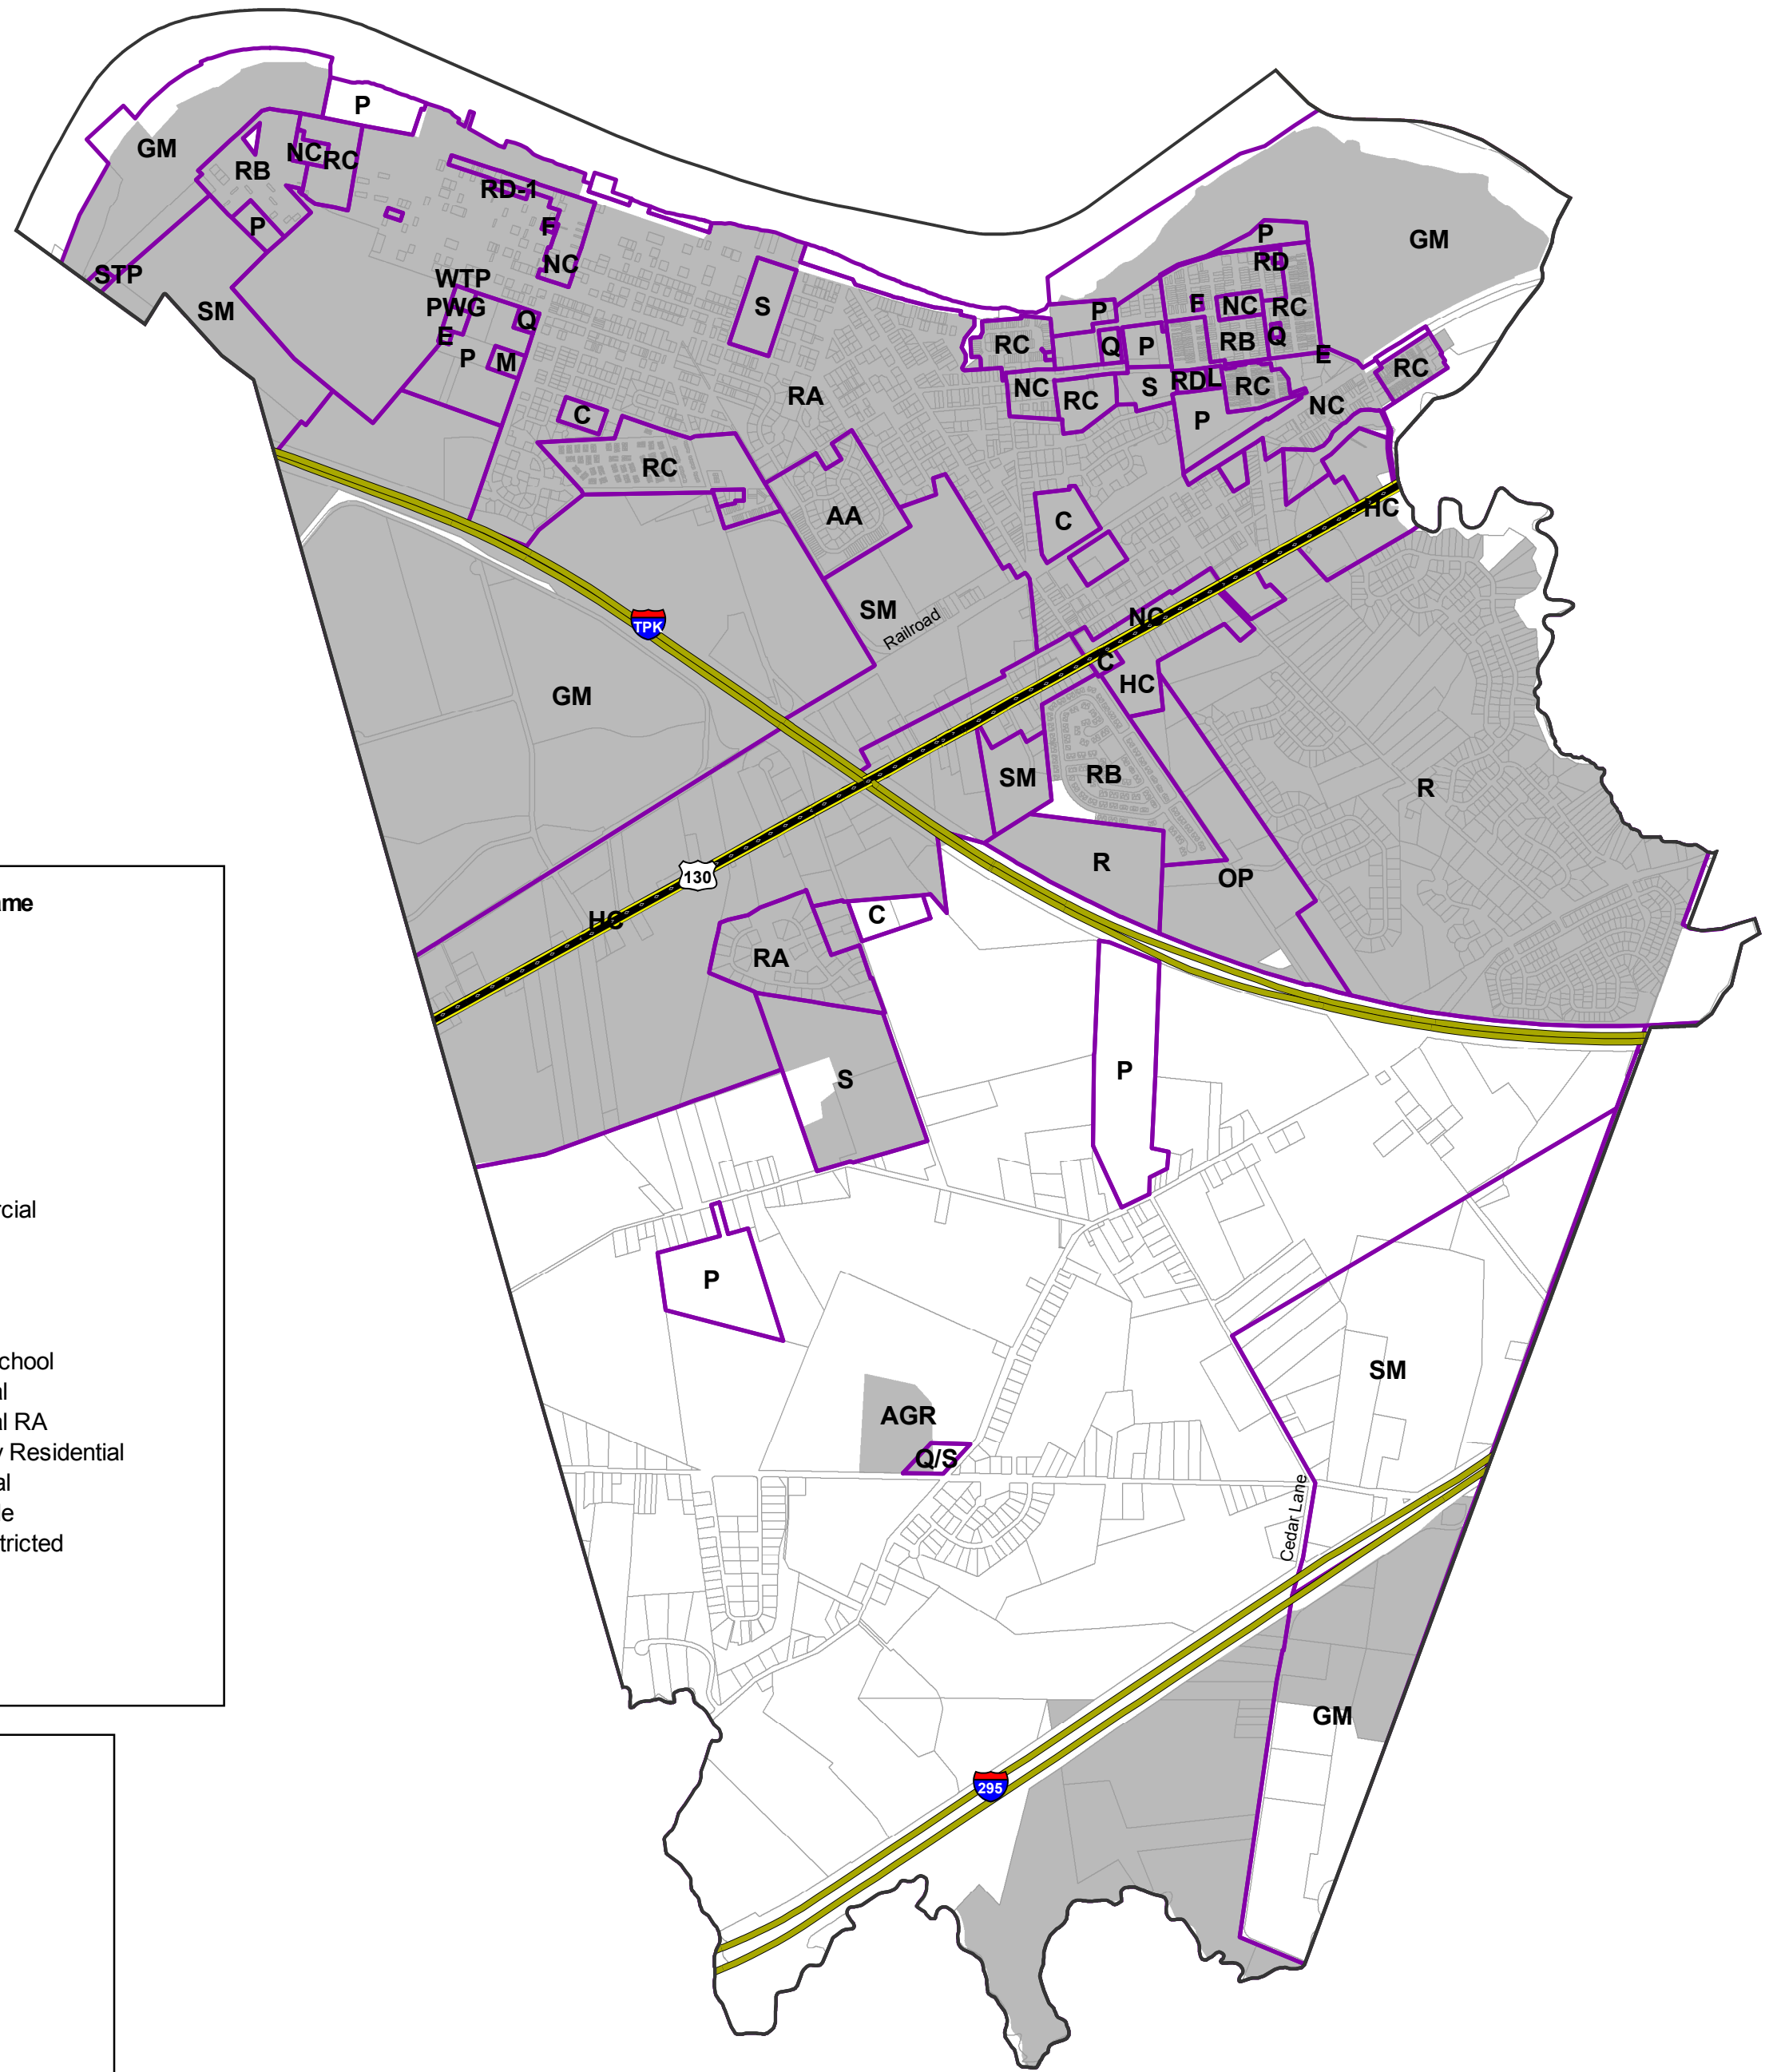 P
GM
NC
RC
RB
RD-1
P
F
GM
P
RD
STP
NC
WTP
SM
PWG
S
P
F
NC
RC
Q
E
RC
Q
P
RB
Q
P
M
E
RC
RA
NC
RC
S
RD
L
RC
NC
C
P
RC
AA
C
HC
SM
Railroad
NC
TPK
C
HC
GM
SM
RB
R
R
130
OP
HC
C
RA
ame
P
S
rcial
P
chool
al
al RA
y Residential
al
le
tricted
SM
AGR
Q/S
Cedar Lane
GM
295